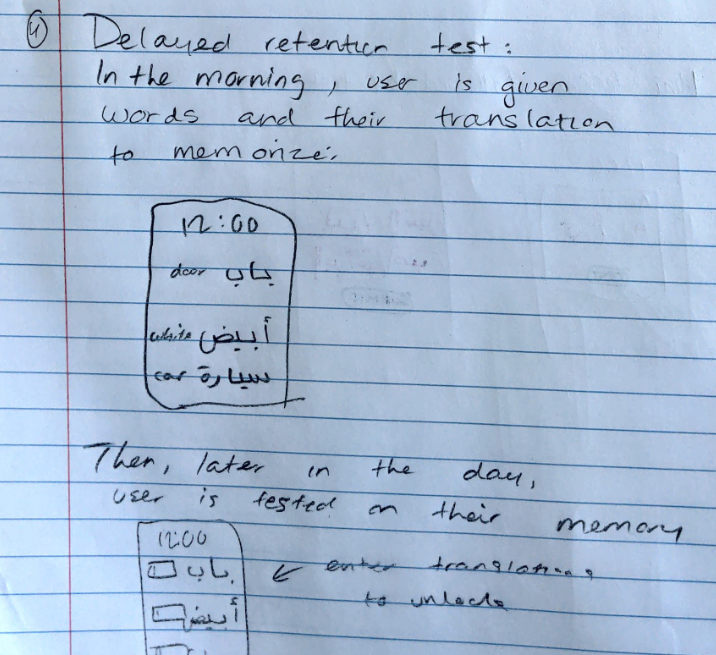 4
Delayed retention test:
In the morning, user is given
words and their translation
to memorize.
12:00
door باب
white أبيض
car سيارة
Then, later in the day,
user is tested on their memory
12:00
باب ← enter translations
أبيض to unlock